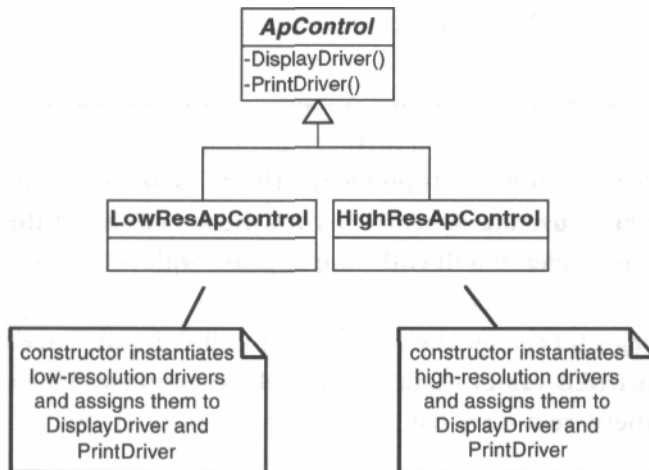 ApControl
-DisplayDriver()
-PrintDriver()
LowResApControl
HighResApControl
constructor instantiates
low-resolution drivers
and assigns them to
DisplayDriver and
PrintDriver
constructor instantiates
high-resolution drivers
and assigns them to
DisplayDriver and
PrintDriver